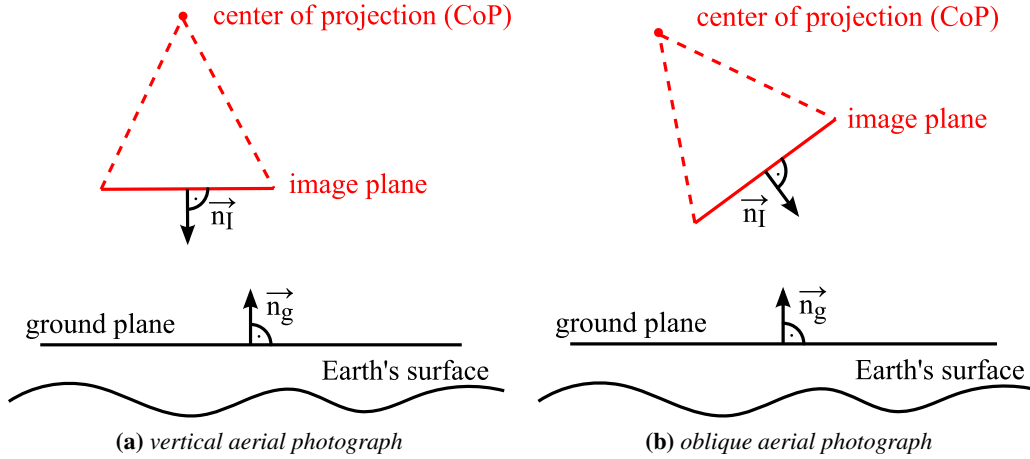 center of projection (CoP)
image plane
n_I
n_g
ground plane
Earth's surface
(a) vertical aerial photograph
center of projection (CoP)
image plane
n_I
n_g
ground plane
Earth's surface
(b) oblique aerial photograph